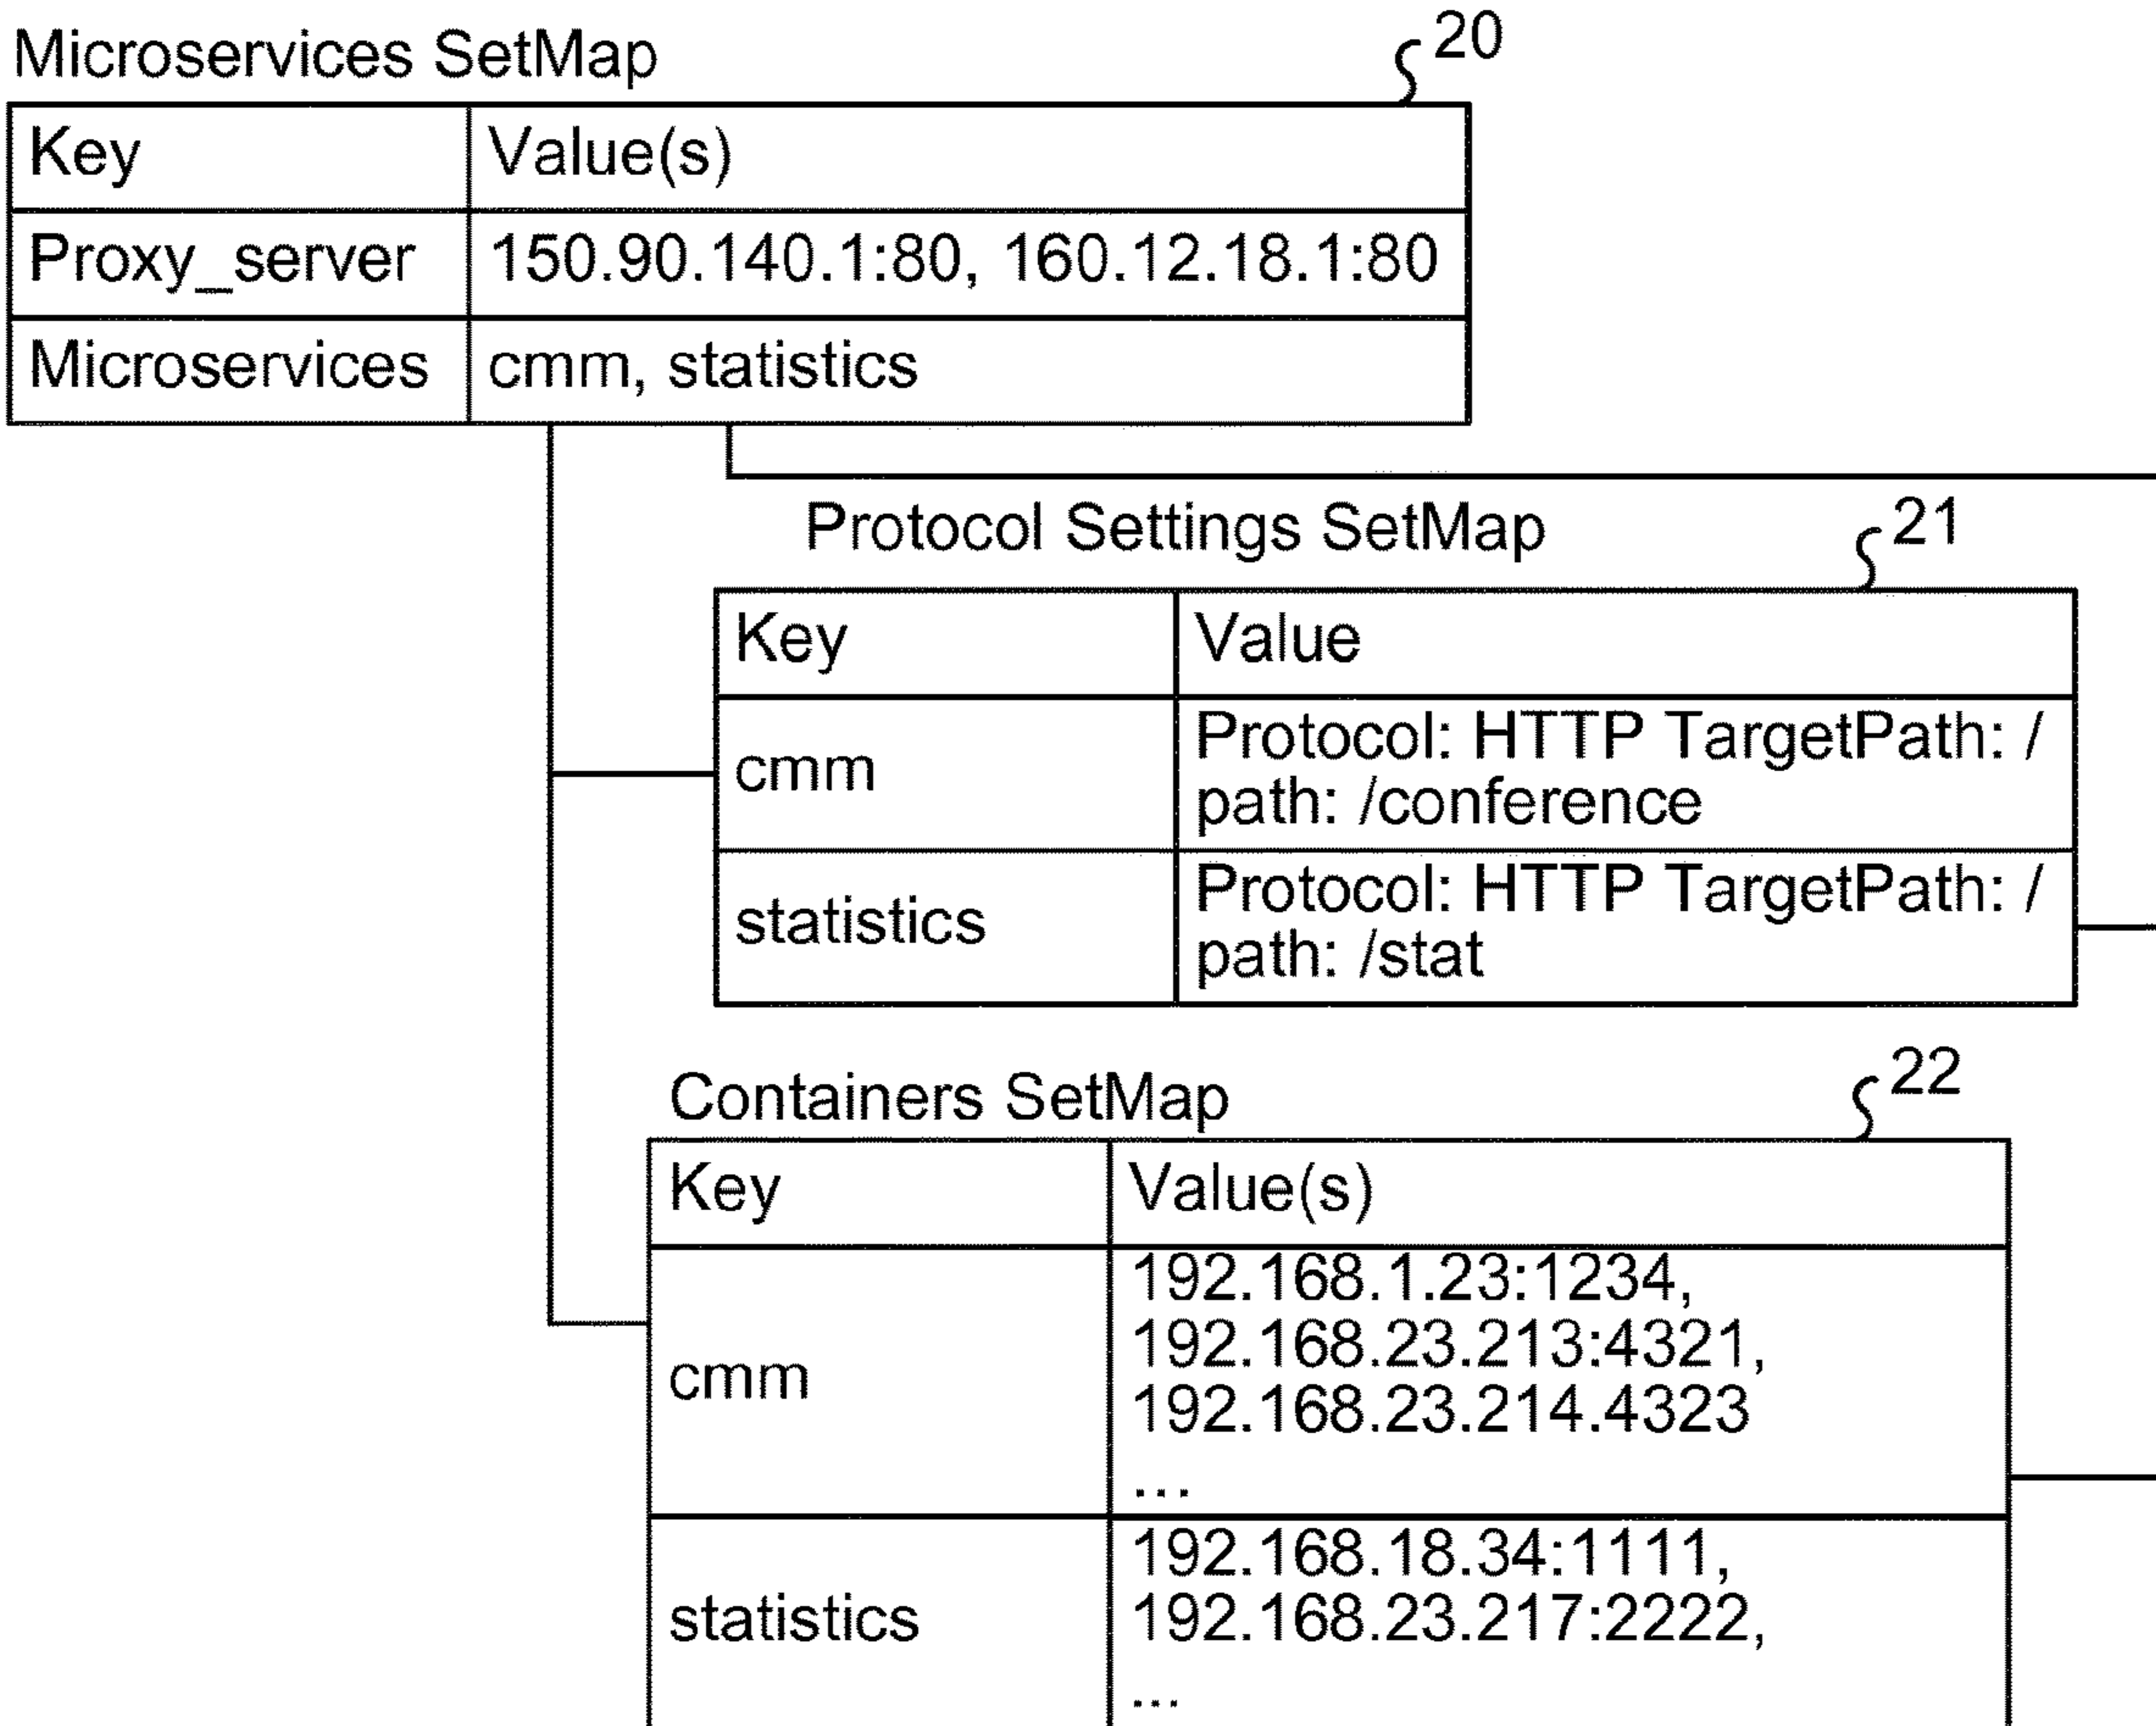 Microservices SetMap
20
Key Value(s)
Proxy_server 150.90.140.1:80, 160.12.18.1:80
Microservices cmm, statistics
Protocol Settings SetMap
21
Key Value
cmm
Protocol: HTTP TargetPath: /
path: /conference
statistics
Protocol: HTTP TargetPath: /
path: /stat
Containers SetMap
22
Key Value(s)
cmm
192.168.1.23:1234,
192.168.23.213:4321,
192.168.23.214.4323
...
statistics
192.168.18.34:1111,
192.168.23.217:2222,
...